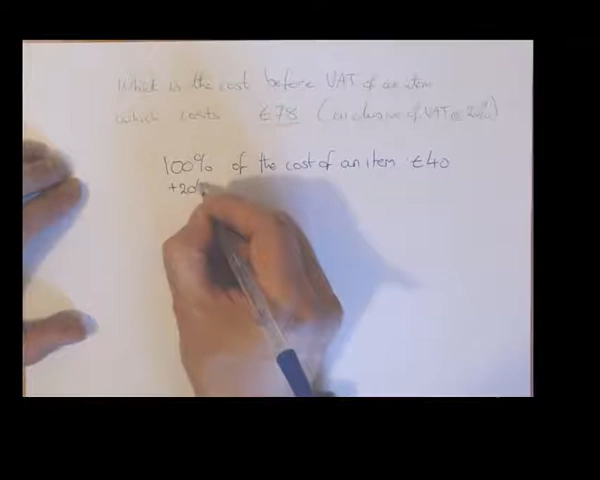 Which is the cost before VAT of an item
which costs £78 (inclusive of VAT @ 20%)
100% of the cost of an item £40
+20%